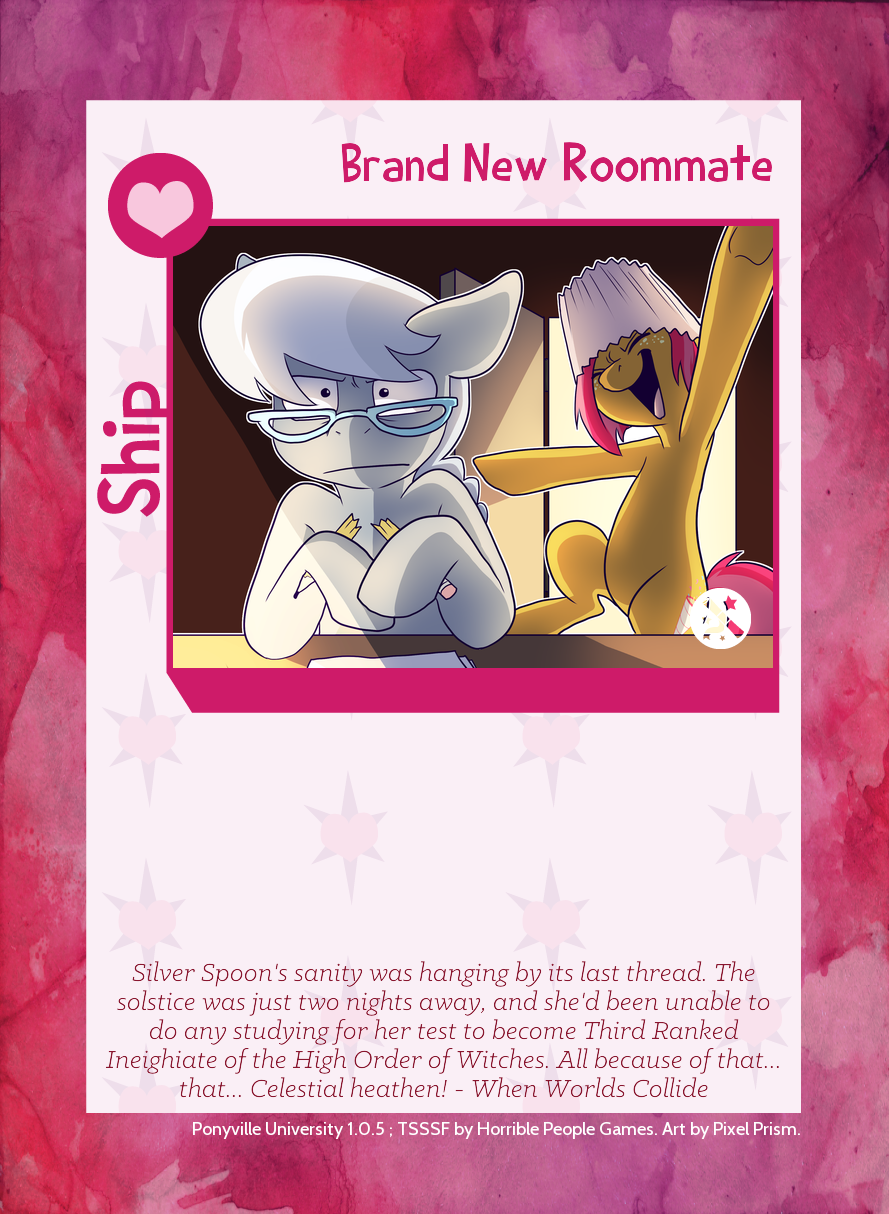 Brand New Roommate
Ship
Silver Spoon's sanity was hanging by its last thread. The
solstice was just two nights away, and she'd been unable to
do any studying for her test to become Third Ranked
Ineighiate of the High Order of Witches. All because of that...
that... Celestial heathen! - When Worlds Collide
Ponyville University 1.0.5 ; TSSSF by Horrible People Games. Art by Pixel Prism.